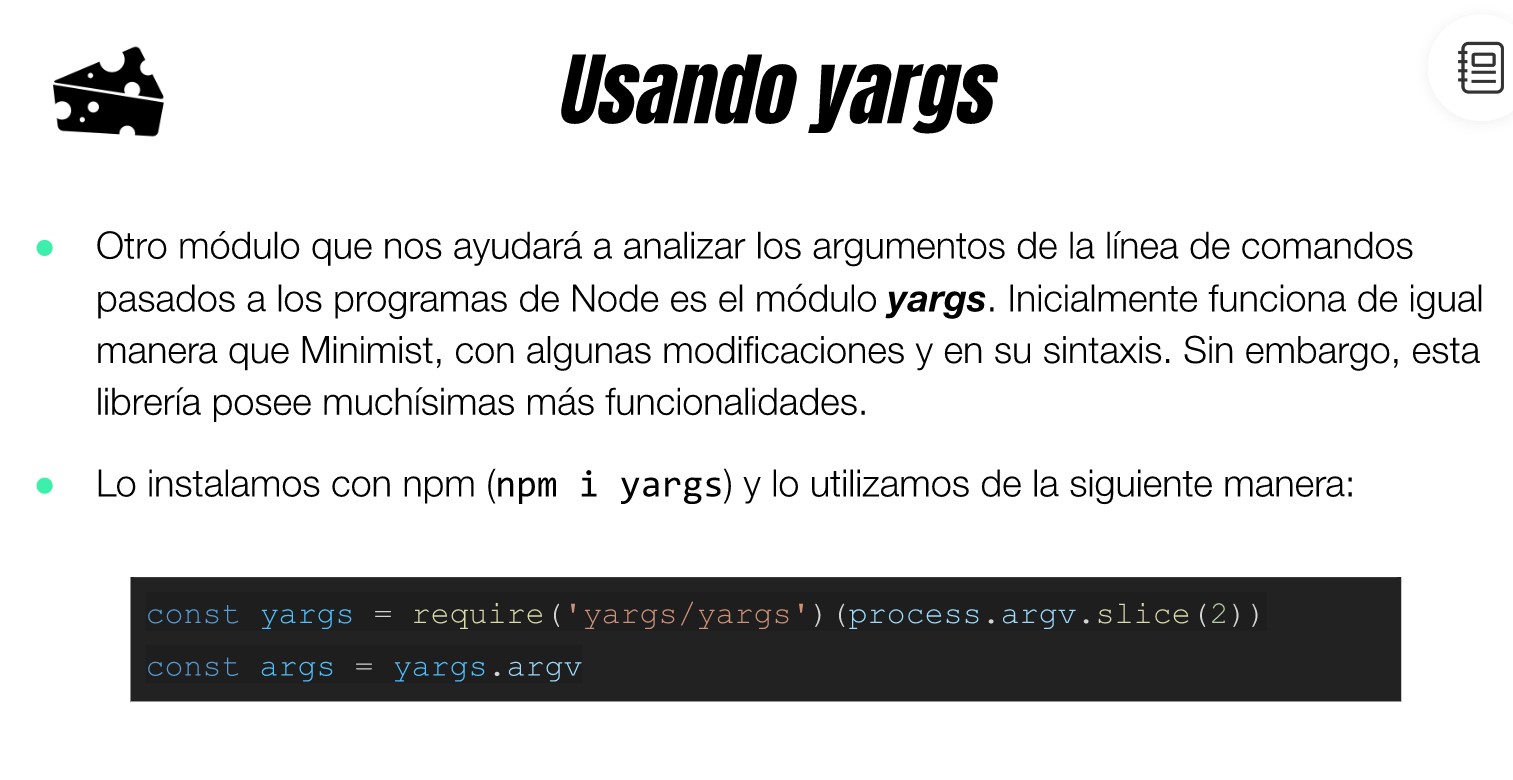 Usando yargs
Otro módulo que nos ayudará a analizar los argumentos de la línea de comandos
pasados a los programas de Node es el módulo yargs. Inicialmente funciona de igual
manera que Minimist, con algunas modificaciones y en su sintaxis. Sin embargo, esta
librería posee muchísimas más funcionalidades.
Lo instalamos con npm (npm i yargs) y lo utilizamos de la siguiente manera:
const yargs = require('yargs/yargs')(process.argv.slice(2))
const args = yargs.argv